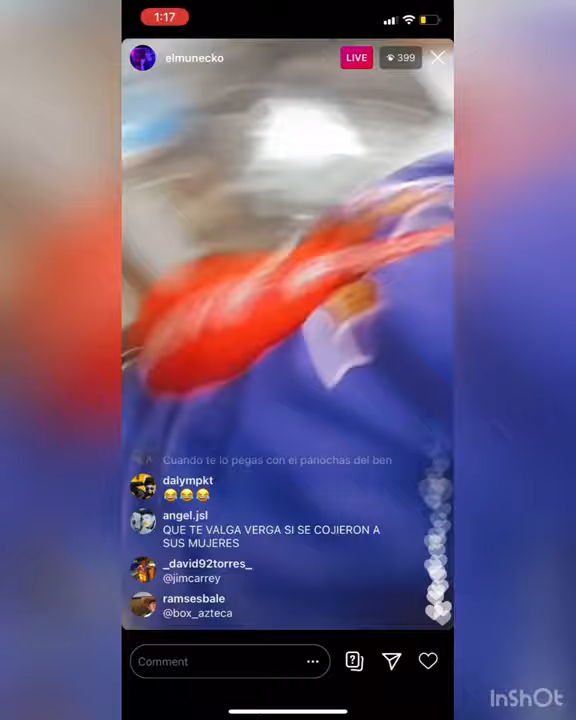 1:17
elmunecko
LIVE
399
Cuando te lo pegas con el panochas del ben
dalympkt
😂😂😂
angel.jsl
QUE TE VALGA VERGA SI SE COJIERON A
SUS MUJERES
_david92torres_
@jimcarrey
ramsesbale
@box_azteca
Comment
InShOt